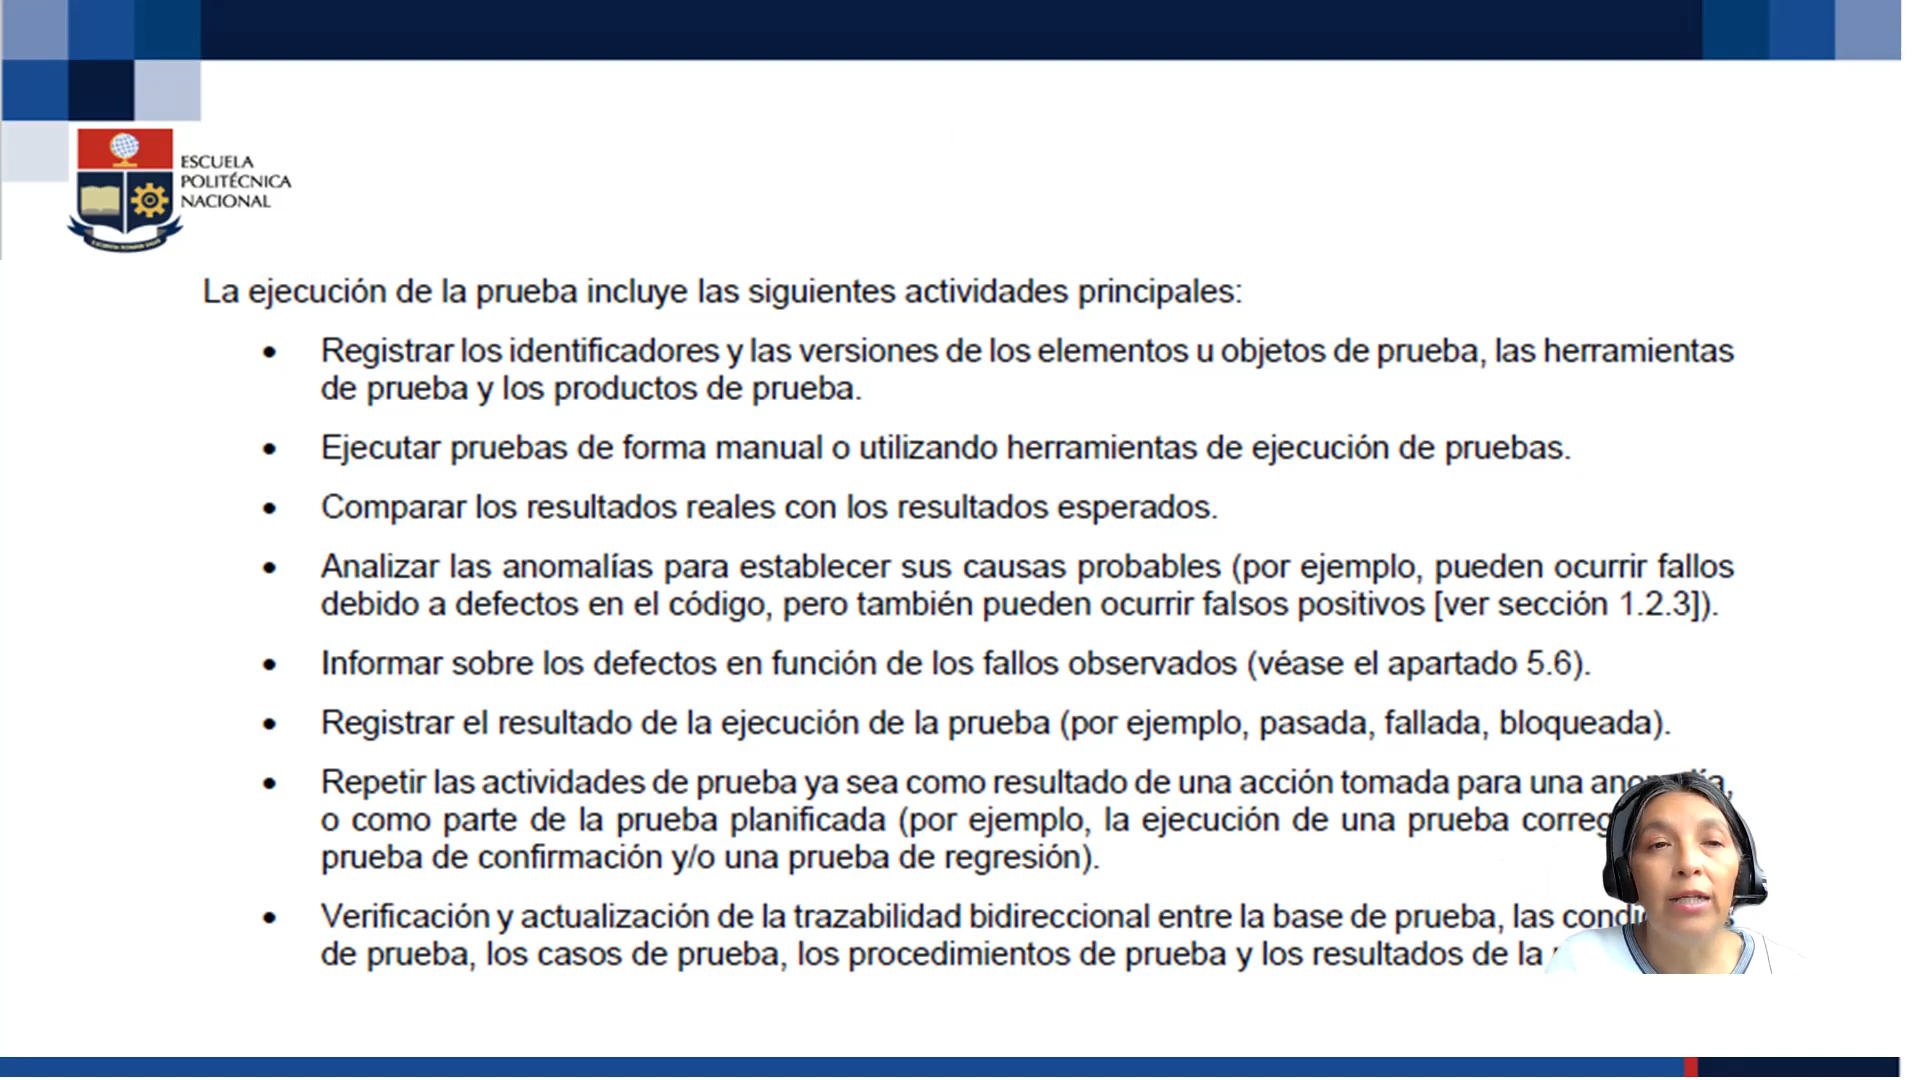 ESCUELA
POLITÉCNICA
NACIONAL
La ejecución de la prueba incluye las siguientes actividades principales:
• Registrar los identificadores y las versiones de los elementos u objetos de prueba, las herramientas
de prueba y los productos de prueba.
• Ejecutar pruebas de forma manual o utilizando herramientas de ejecución de pruebas.
• Comparar los resultados reales con los resultados esperados.
• Analizar las anomalías para establecer sus causas probables (por ejemplo, pueden ocurrir fallos
debido a defectos en el código, pero también pueden ocurrir falsos positivos [ver sección 1.2.3]).
• Informar sobre los defectos en función de los fallos observados (véase el apartado 5.6).
• Registrar el resultado de la ejecución de la prueba (por ejemplo, pasada, fallada, bloqueada).
• Repetir las actividades de prueba ya sea como resultado de una acción tomada para una
o como parte de la prueba planificada (por ejemplo, la ejecución de una prueba
prueba de confirmación y/o una prueba de regresión).
• Verificación y actualización de la trazabilidad bidireccional entre la base de prueba, las
de prueba, los casos de prueba, los procedimientos de prueba y los resultados de la